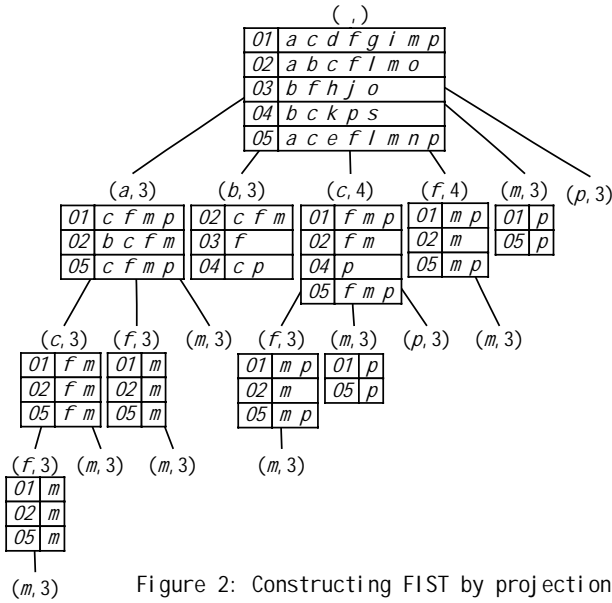 ( ,)
01 a c d f g i m p
02 a b c f l m o
03 b f h j o
04 b c k p s
05 a c e f l m n p
(a, 3) (b, 3) (c, 4) (f, 4) (m, 3) (p, 3)
01 c f m p 02 c f m 01 f m p 01 m p 01 p
02 b c f m 03 f 02 f m 02 m 05 p
05 c f m p 04 c p 04 p 05 m p
05 f m p
(c, 3) (f, 3) (m, 3) (f, 3) (m, 3) (p, 3) (m, 3)
01 f m 01 m 01 m p 01 p
02 f m 02 m 02 m 05 p
05 f m 05 m 05 m p
(f, 3) (m, 3) (m, 3) (m, 3)
01 m
02 m
05 m
(m, 3) Figure 2: Constructing FIST by projection